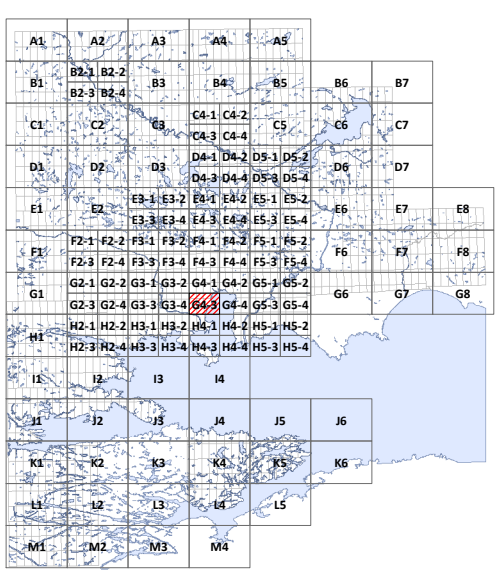 A1 A2 A3 A4 A5
B2-1 B2-2
B1 B3 B4 B5 B6 B7
B2-3 B2-4
C4-1 C4-2
C1 C2 C3 C5 C6 C7
C4-3 C4-4
D4-1 D4-2 D5-1 D5-2
D1 D2 D3 D6 D7
D4-3 D4-4 D5-3 D5-4
E3-1 E3-2 E4-1 E4-2 E5-1 E5-2
E1 E2 E6 E7 E8
E3-3 E3-4 E4-3 E4-4 E5-3 E5-4
F2-1 F2-2 F3-1 F3-2 F4-1 F4-2 F5-1 F5-2
F1 F6 F7 F8
F2-3 F2-4 F3-3 F3-4 F4-3 F4-4 F5-3 F5-4
G2-1 G2-2 G3-1 G3-2 G4-1 G4-2 G5-1 G5-2
G1 G6 G7 G8
G2-3 G2-4 G3-3 G3-4 G4-3 G4-4 G5-3 G5-4
H2-1 H2-2 H3-1 H3-2 H4-1 H4-2 H5-1 H5-2
H1
H2-3 H2-4 H3-3 H3-4 H4-3 H4-4 H5-3 H5-4
I1 I2 I3 I4
J1 J2 J3 J4 J5 J6
K1 K2 K3 K4 K5 K6
L1 L2 L3 L4 L5
M1 M2 M3 M4